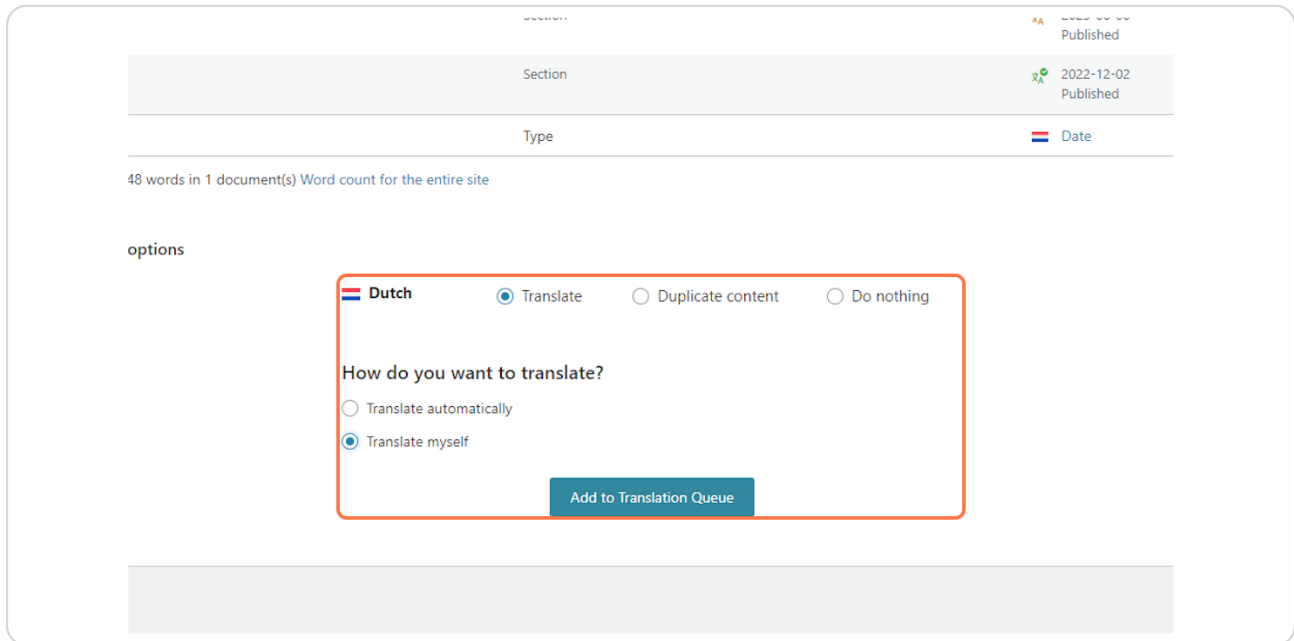 Published
Section 2022-12-02
Published
Type Date
48 words in 1 document(s) Word count for the entire site
options
Dutch Translate Duplicate content Do nothing
How do you want to translate?
Translate automatically
Translate myself
Add to Translation Queue